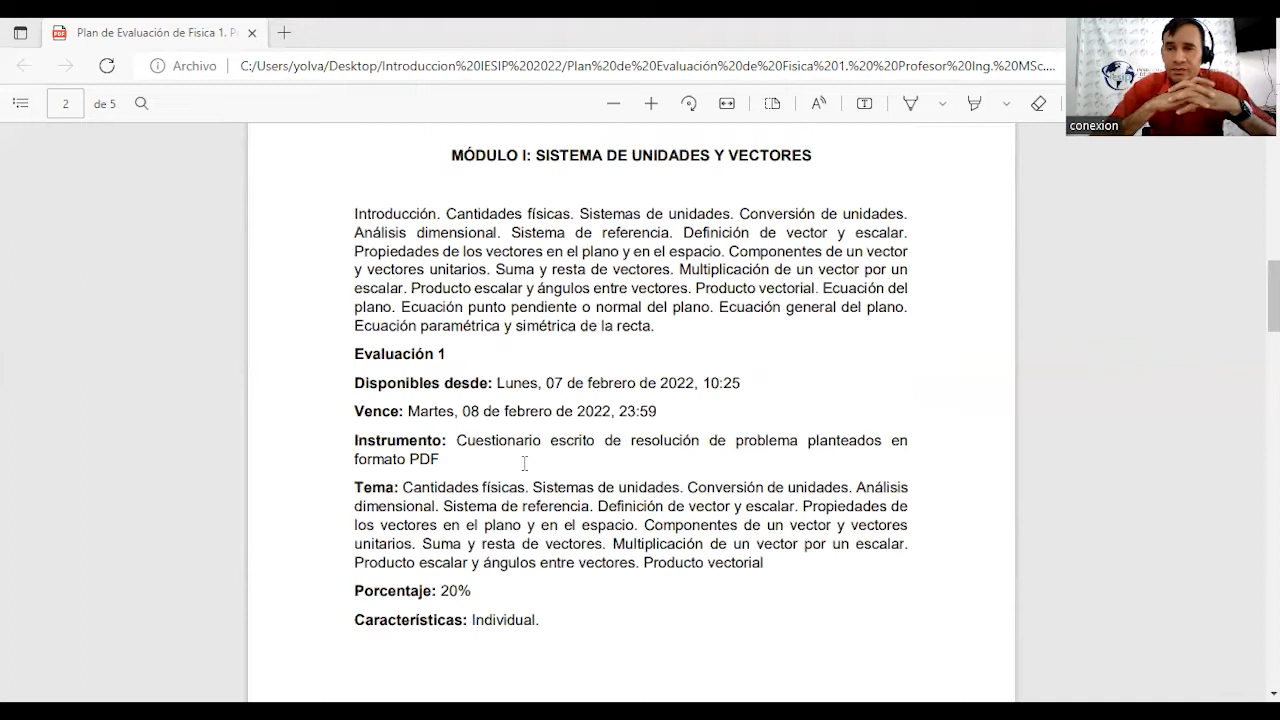 Plan de Evaluación de Fisica 1. P
Archivo
C:/Users/yolva/Desktop/Introduccion%20IESIP%202022/Plan%20de%20Evaluación%20de%20Fisica%201.%20%20Profesor%20Ing.%20MSc....
2 de 5
conexion
MÓDULO I: SISTEMA DE UNIDADES Y VECTORES
Introducción. Cantidades físicas. Sistemas de unidades. Conversión de unidades.
Análisis dimensional. Sistema de referencia. Definición de vector y escalar.
Propiedades de los vectores en el plano y en el espacio. Componentes de un vector
y vectores unitarios. Suma y resta de vectores. Multiplicación de un vector por un
escalar. Producto escalar y ángulos entre vectores. Producto vectorial. Ecuación del
plano. Ecuación punto pendiente o normal del plano. Ecuación general del plano.
Ecuación paramétrica y simétrica de la recta.
Evaluación 1
Disponibles desde: Lunes, 07 de febrero de 2022, 10:25
Vence: Martes, 08 de febrero de 2022, 23:59
Instrumento: Cuestionario escrito de resolución de problema planteados en
formato PDF
Tema: Cantidades físicas. Sistemas de unidades. Conversión de unidades. Análisis
dimensional. Sistema de referencia. Definición de vector y escalar. Propiedades de
los vectores en el plano y en el espacio. Componentes de un vector y vectores
unitarios. Suma y resta de vectores. Multiplicación de un vector por un escalar.
Producto escalar y ángulos entre vectores. Producto vectorial
Porcentaje: 20%
Características: Individual.